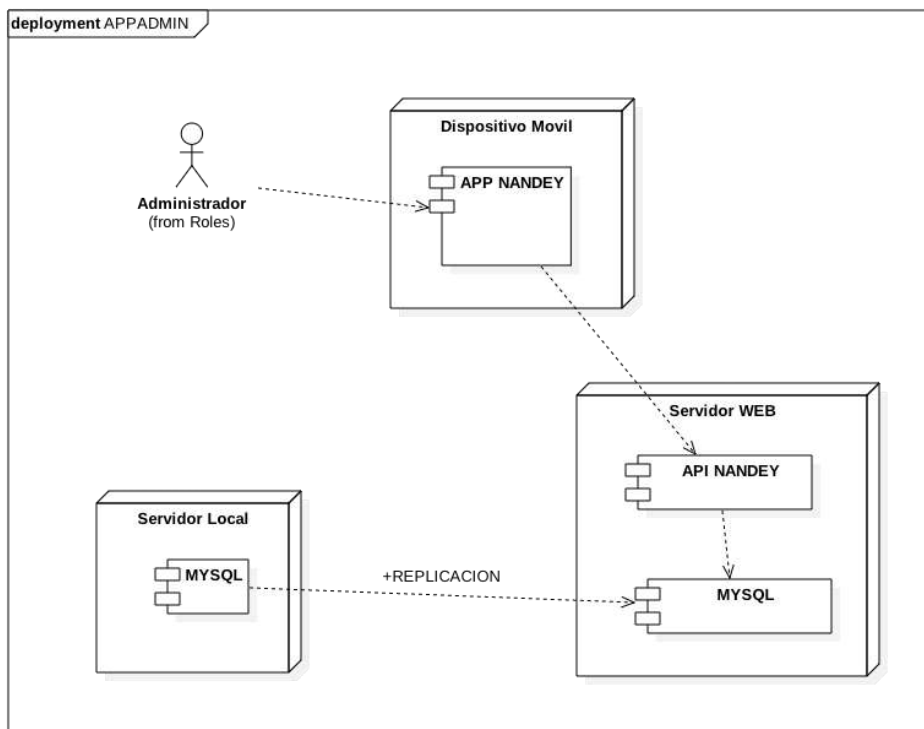 deployment APPADMIN
Dispositivo Movil
APP NANDEY
Administrador
(from Roles)
Servidor WEB
API NANDEY
Servidor Local
MYSQL
+REPLICACION
MYSQL